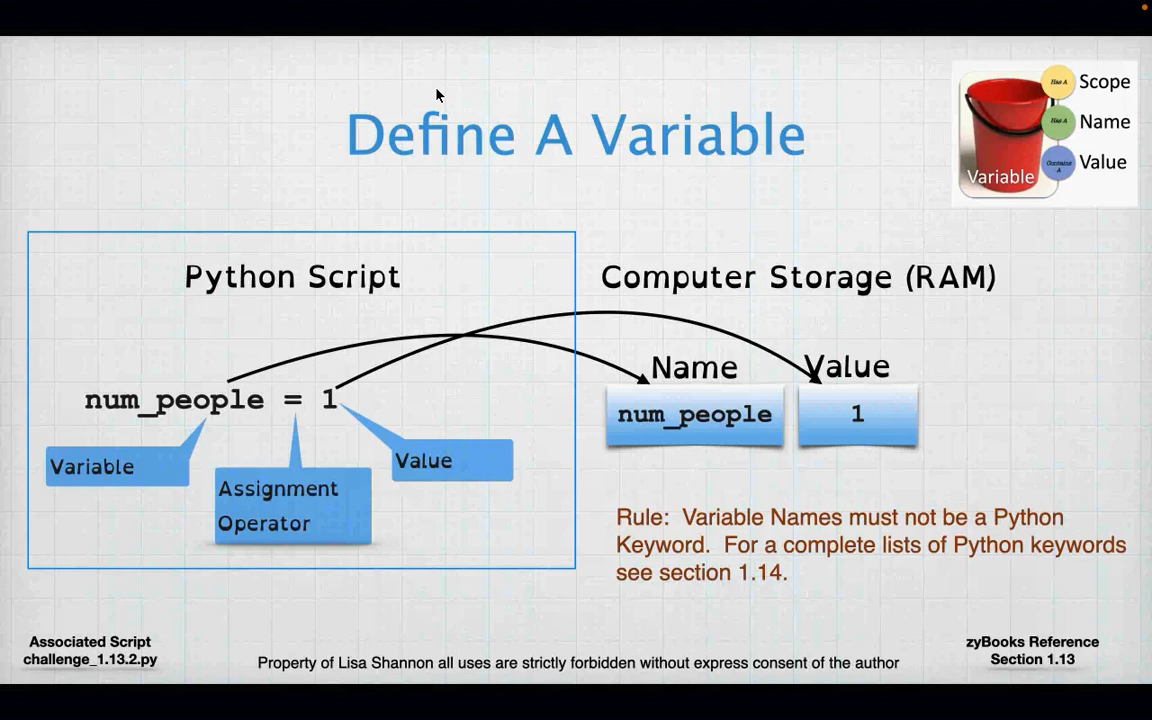 Define A Variable
Has A
Scope
Has A
Name
Contains
A
Value
Variable
Python Script
Computer Storage (RAM)
num_people = 1
Variable
Assignment
Operator
Value
Name
Value
num_people
1
Rule: Variable Names must not be a Python
Keyword. For a complete lists of Python keywords
see section 1.14.
Associated Script
challenge_1.13.2.py
Property of Lisa Shannon all uses are strictly forbidden without express consent of the author
zyBooks Reference
Section 1.13